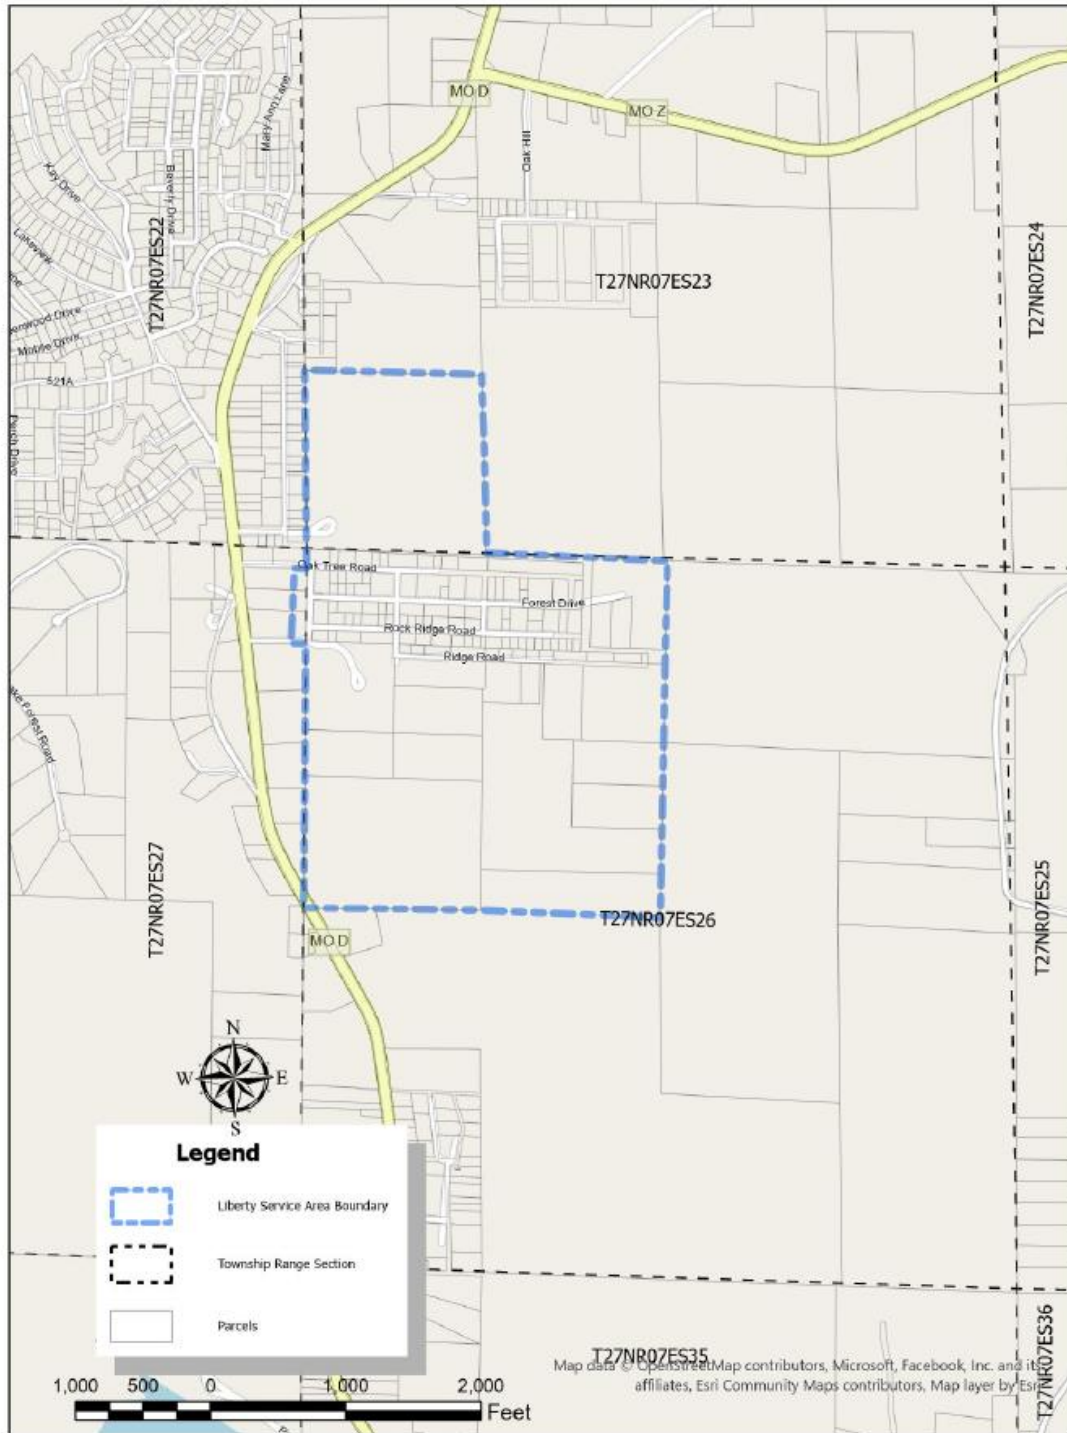 MO D
MO Z
Mary Ann Lane
Oak Hill
Kay Drive
Beverly Drive
T27NR07ES22
Lakeview
T27NR07ES23
T27NR07ES24
Mobile Drive
521A
Perch Drive
Oak Tree Road
Forest Drive
Rock Ridge Road
Ridge Road
Forest Road
T27NR07ES27
T27NR07ES26
T27NR07ES25
MO D
N
W E
S
Legend
Liberty Service Area Boundary
Township Range Section
Parcels
T27NR07ES35
T27NR07ES36
Map data © OpenStreetMap contributors, Microsoft, Facebook, Inc. and its
affiliates, Esri Community Maps contributors, Map layer by Esri
1,000 500 0 1,000 2,000
Feet